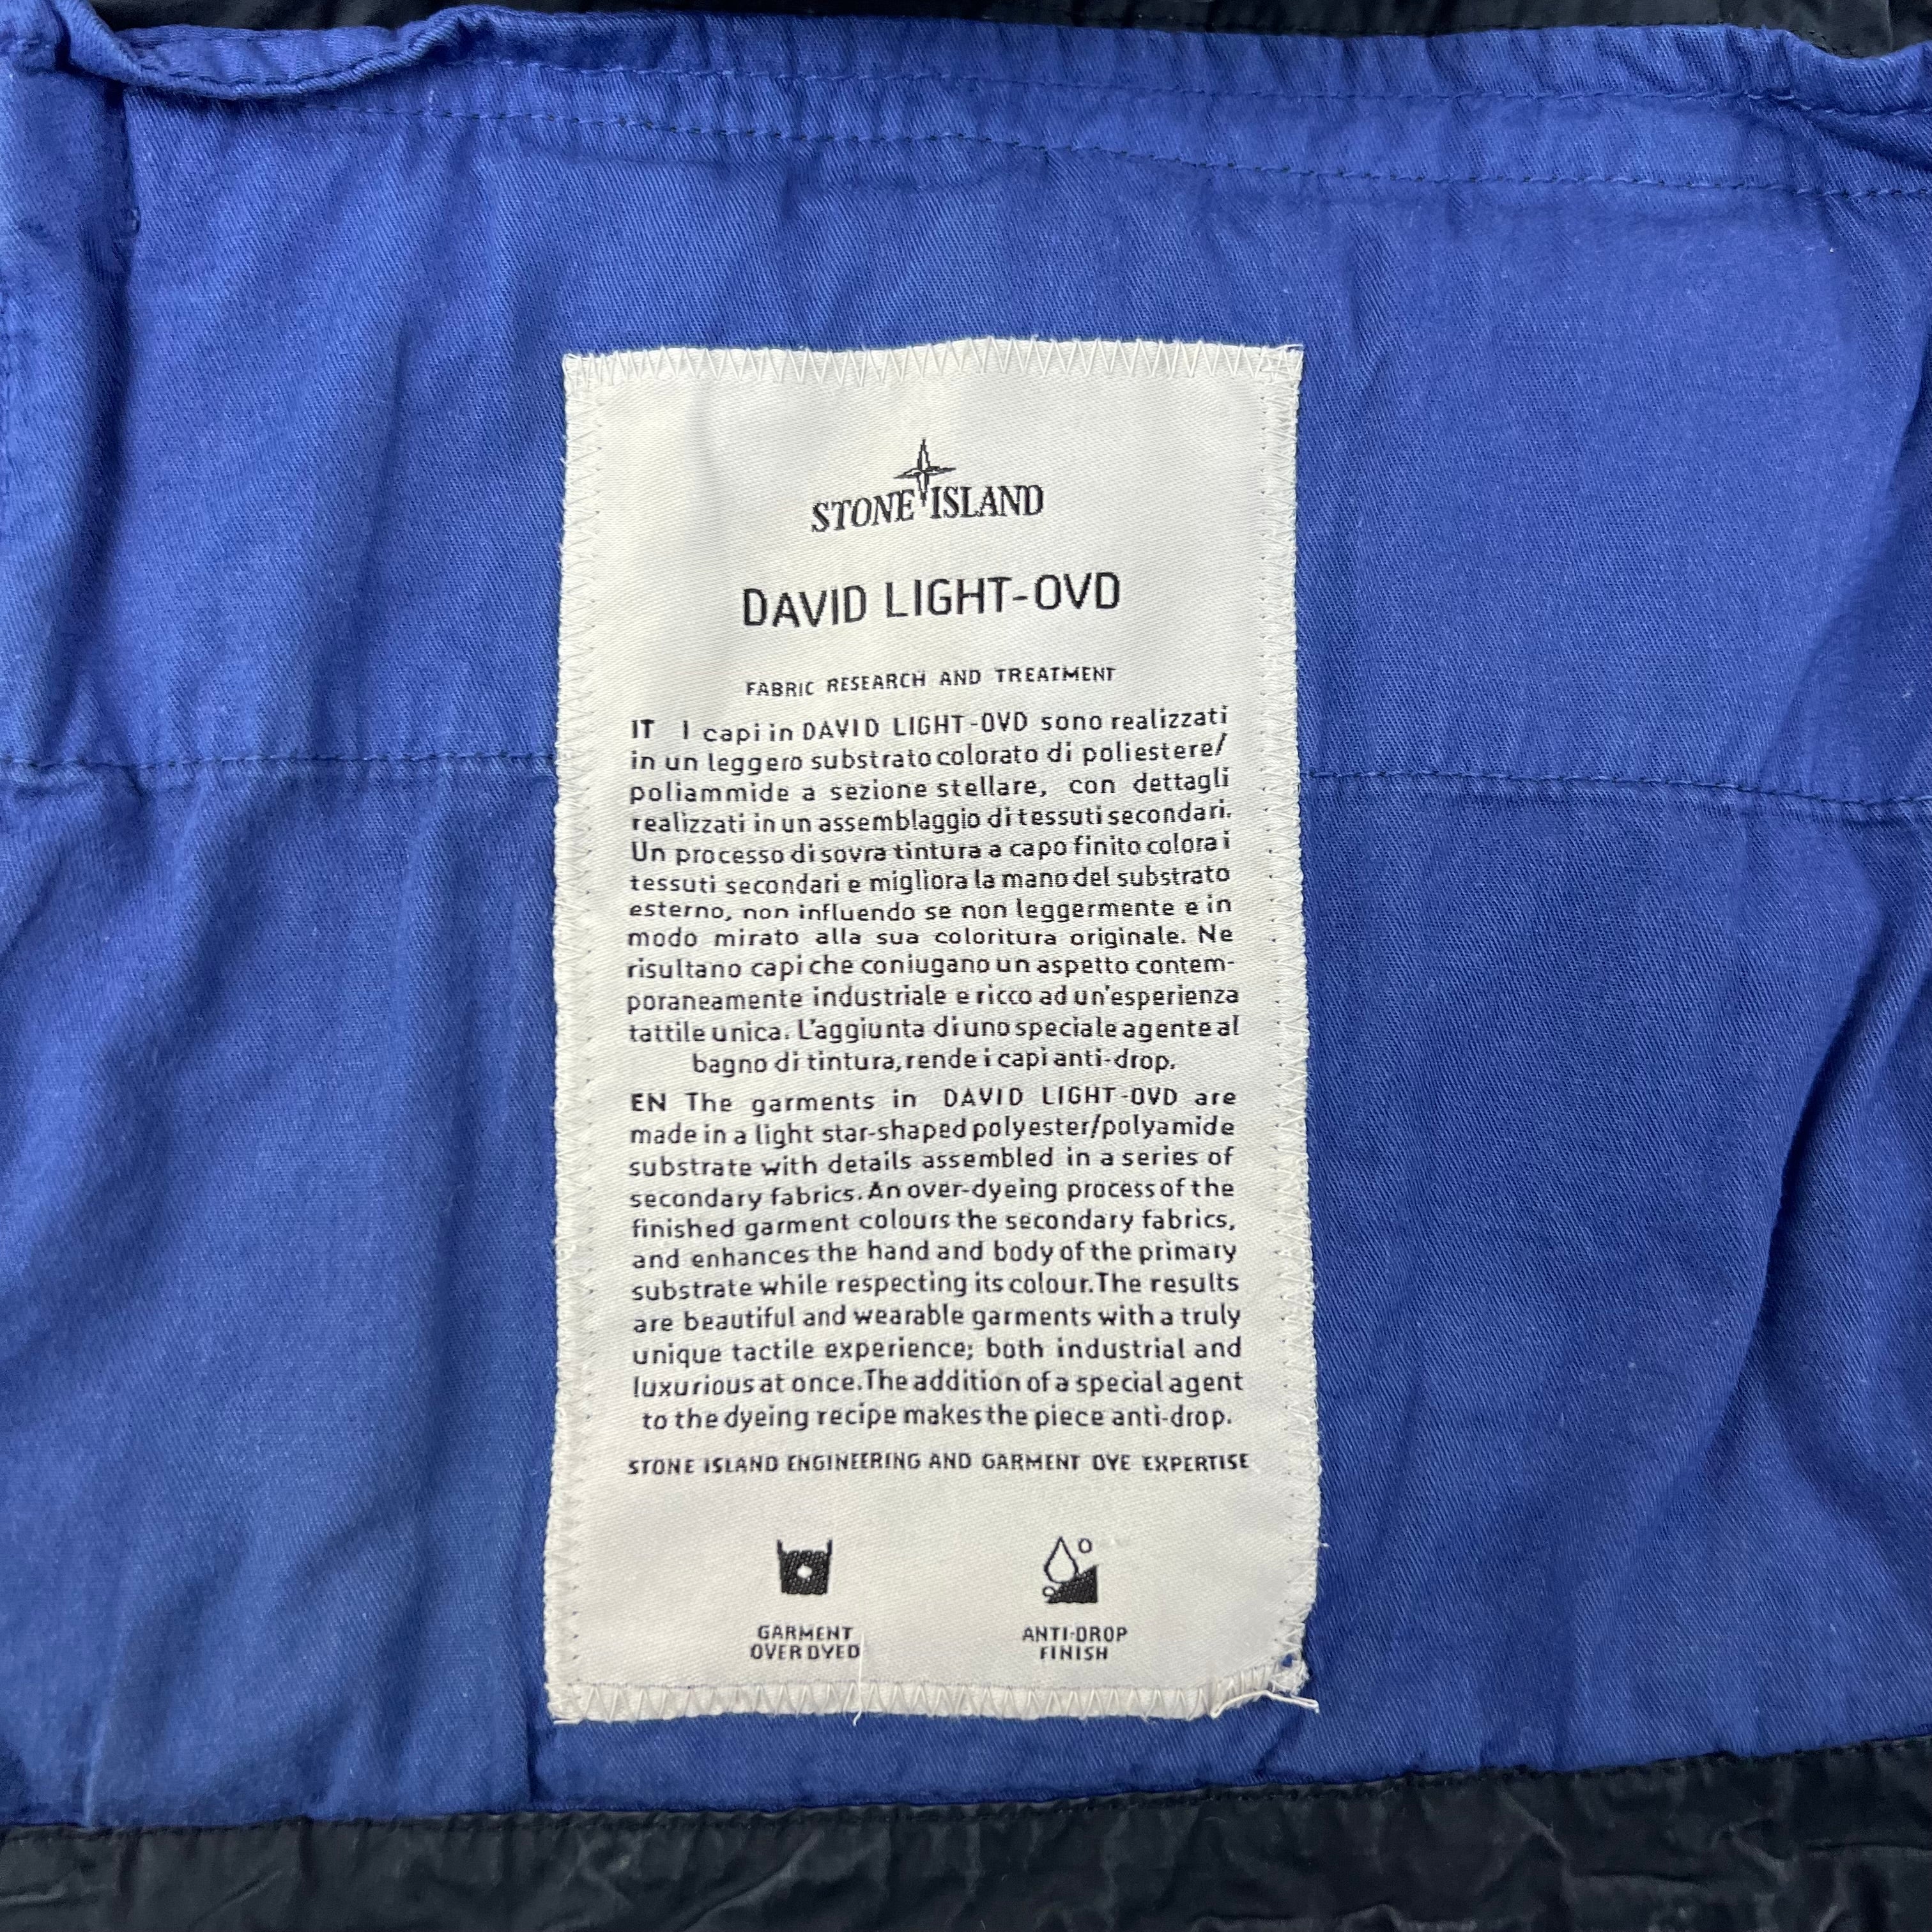 STONE ISLAND
DAVID LIGHT-OVD
FABRIC RESEARCH AND TREATMENT
IT I capi in DAVID LIGHT-OVD sono realizzati
in un leggero substrato colorato di poliestere/
poliammide a sezione stellare, con dettagli
realizzati in un assemblaggio di tessuti secondari.
Un processo di sovra tintura a capo finito colora i
tessuti secondari e migliora la mano del substrato
esterno, non influendo se non leggermente e in
modo mirato alla sua coloritura originale. Ne
risultano capi che coniugano un aspetto contem-
poraneamente industriale e ricco ad un'esperienza
tattile unica. L'aggiunta di uno speciale agente al
bagno di tintura, rende i capi anti-drop.
EN The garments in DAVID LIGHT-OVD are
made in a light star-shaped polyester/polyamide
substrate with details assembled in a series of
secondary fabrics. An over-dyeing process of the
finished garment colours the secondary fabrics,
and enhances the hand and body of the primary
substrate while respecting its colour. The results
are beautiful and wearable garments with a truly
unique tactile experience; both industrial and
luxurious at once. The addition of a special agent
to the dyeing recipe makes the piece anti-drop.
STONE ISLAND ENGINEERING AND GARMENT DYE EXPERTISE
GARMENT
OVER DYED
ANTI-DROP
FINISH